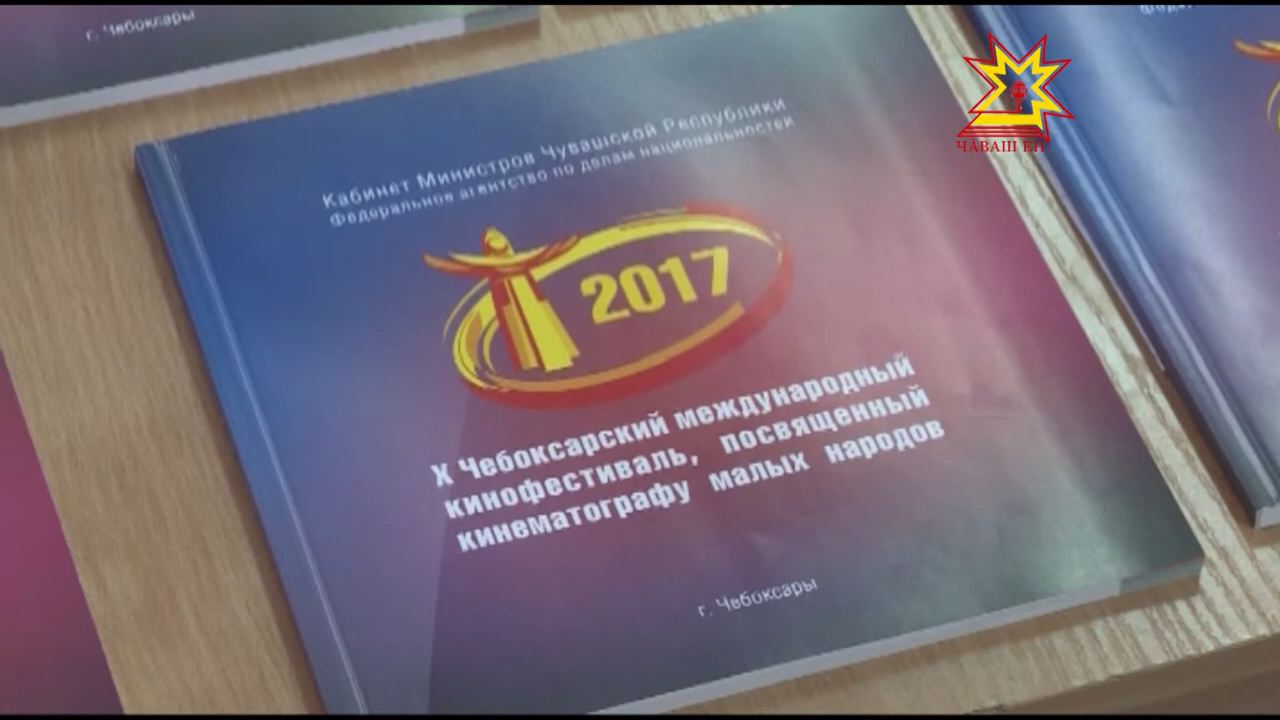 г. Чебоксары
ЧӐВАШ ЕН
Кабинет Министров Чувашской Республики
Федеральное агентство по делам национальностей
2017
X Чебоксарский международный
кинофестиваль, посвященный
кинематографу малых народов
г. Чебоксары